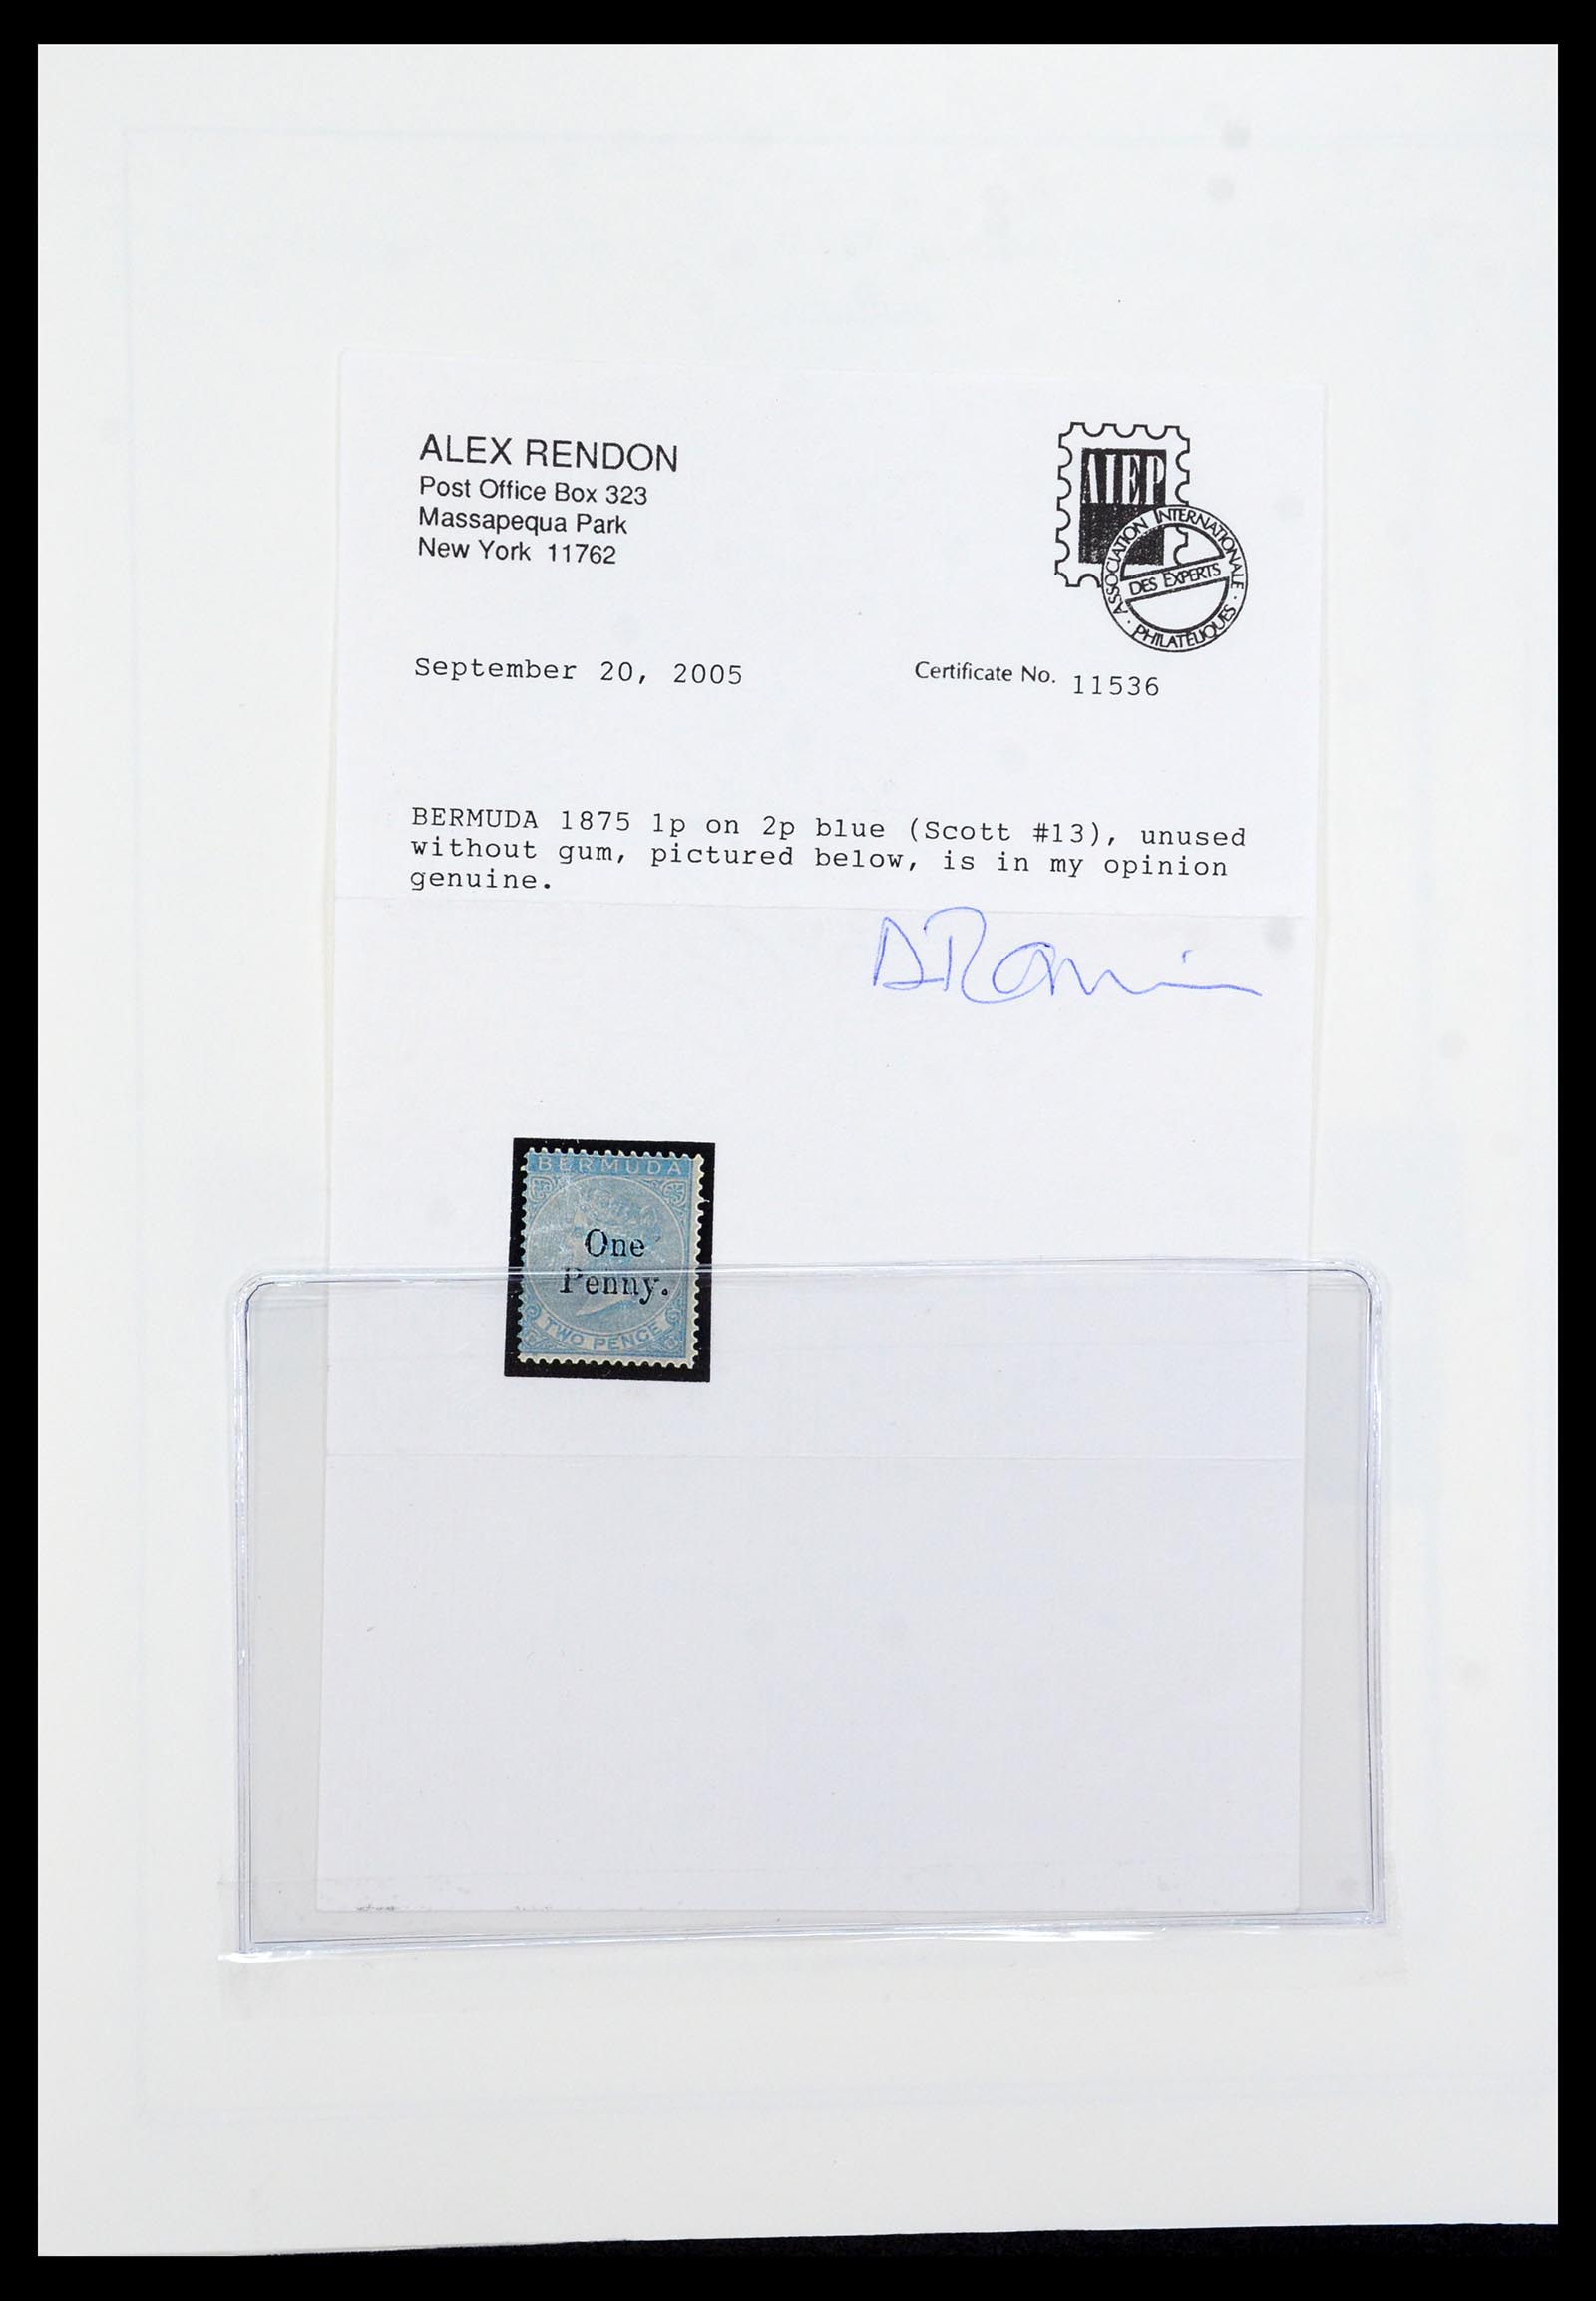 ALEX RENDON
Post Office Box 323
Massapequa Park
New York 11762
AIEP
ASSOCIATION INTERNATIONALE
DES EXPERTS
PHILATÉLIQUES
September 20, 2005
Certificate No. 11536
BERMUDA 1875 1p on 2p blue (Scott #13), unused
without gum, pictured below, is in my opinion
genuine.
BERMUDA
One
Penny.
TWO PENCE